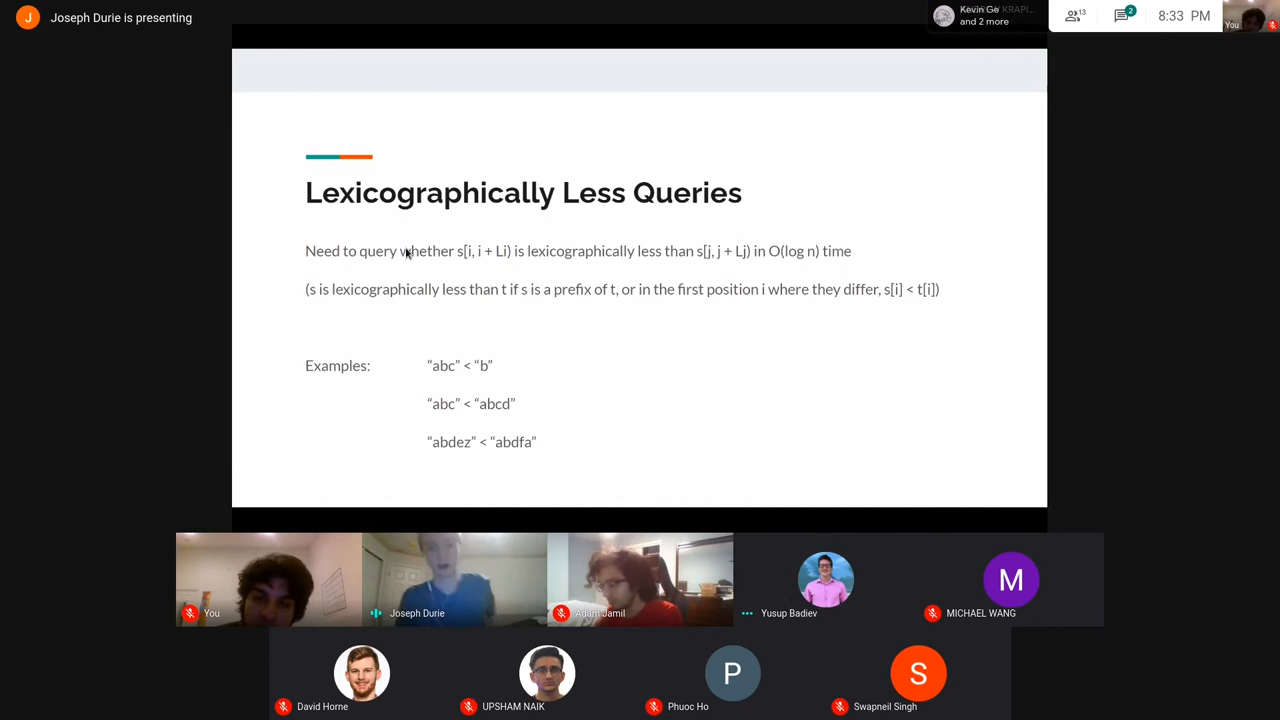 J
Joseph Durie is presenting
Kevin Ge
and 2 more
13
2
8:33 PM
You
Lexicographically Less Queries
Need to query whether s[i, i + Li) is lexicographically less than s[j, j + Lj) in O(log n) time
(s is lexicographically less than t if s is a prefix of t, or in the first position i where they differ, s[i] < t[i])
Examples:
“abc” < “b”
“abc” < “abcd”
“abdez” < “abdfa”
You
Joseph Durie
Adam Jamil
Yusup Badiev
M
MICHAEL WANG
David Horne
UPSHAM NAIK
P
Phuoc Ho
S
Swapneil Singh